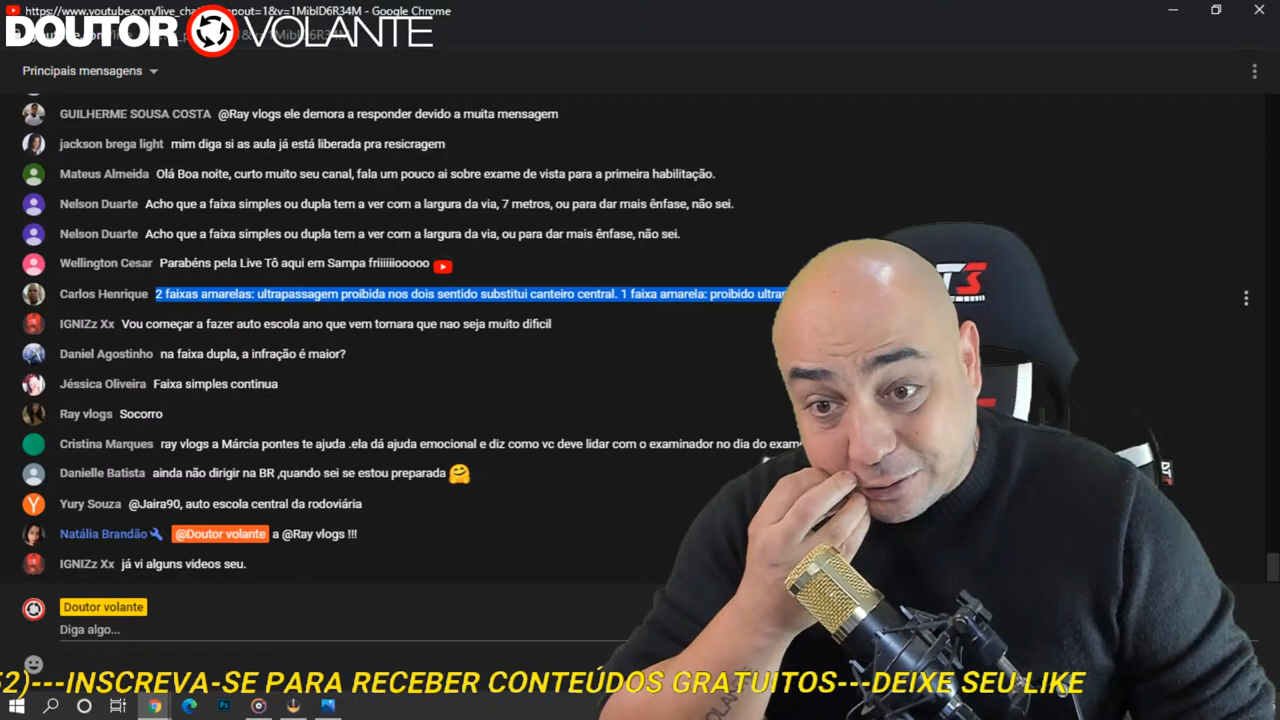 https://www.youtube.com/live_ch popout=1&v=1MiblD6R34M - Google Chrome
DOUTOR VOLANTE
Principais mensagens
GUILHERME SOUSA COSTA @Ray vlogs ele demora a responder devido a muita mensagem
jackson brega light mim diga si as aula já está liberada pra resicragem
Mateus Almeida Olá Boa noite, curto muito seu canal, fala um pouco ai sobre exame de vista para a primeira habilitação.
Nelson Duarte Acho que a faixa simples ou dupla tem a ver com a largura da via, 7 metros, ou para dar mais ênfase, não sei.
Nelson Duarte Acho que a faixa simples ou dupla tem a ver com a largura da via, ou para dar mais ênfase, não sei.
Wellington Cesar Parabéns pela Live Tô aqui em Sampa friiiiiiooooo
Carlos Henrique 2 faixas amarelas: ultrapassagem proibida nos dois sentido substitui canteiro central. 1 faixa amarela: proibido ultra
IGNIZz Xx Vou começar a fazer auto escola ano que vem tomara que nao seja muito dificil
Daniel Agostinho na faixa dupla, a infração é maior?
Jéssica Oliveira Faixa simples continua
Ray vlogs Socorro
Cristina Marques ray vlogs a Márcia pontes te ajuda .ela dá ajuda emocional e diz como vc deve lidar com o examinador no dia do exam
Danielle Batista ainda não dirigir na BR ,quando sei se estou preparada
Y Yury Souza @Jaira90, auto escola central da rodoviária
Natália Brandão @Doutor volante a @Ray vlogs !!!
IGNIZz Xx já vi alguns videos seu.
Doutor volante
Diga algo...
52)---INSCREVA-SE PARA RECEBER CONTEÚDOS GRATUITOS---DEIXE SEU LIKE